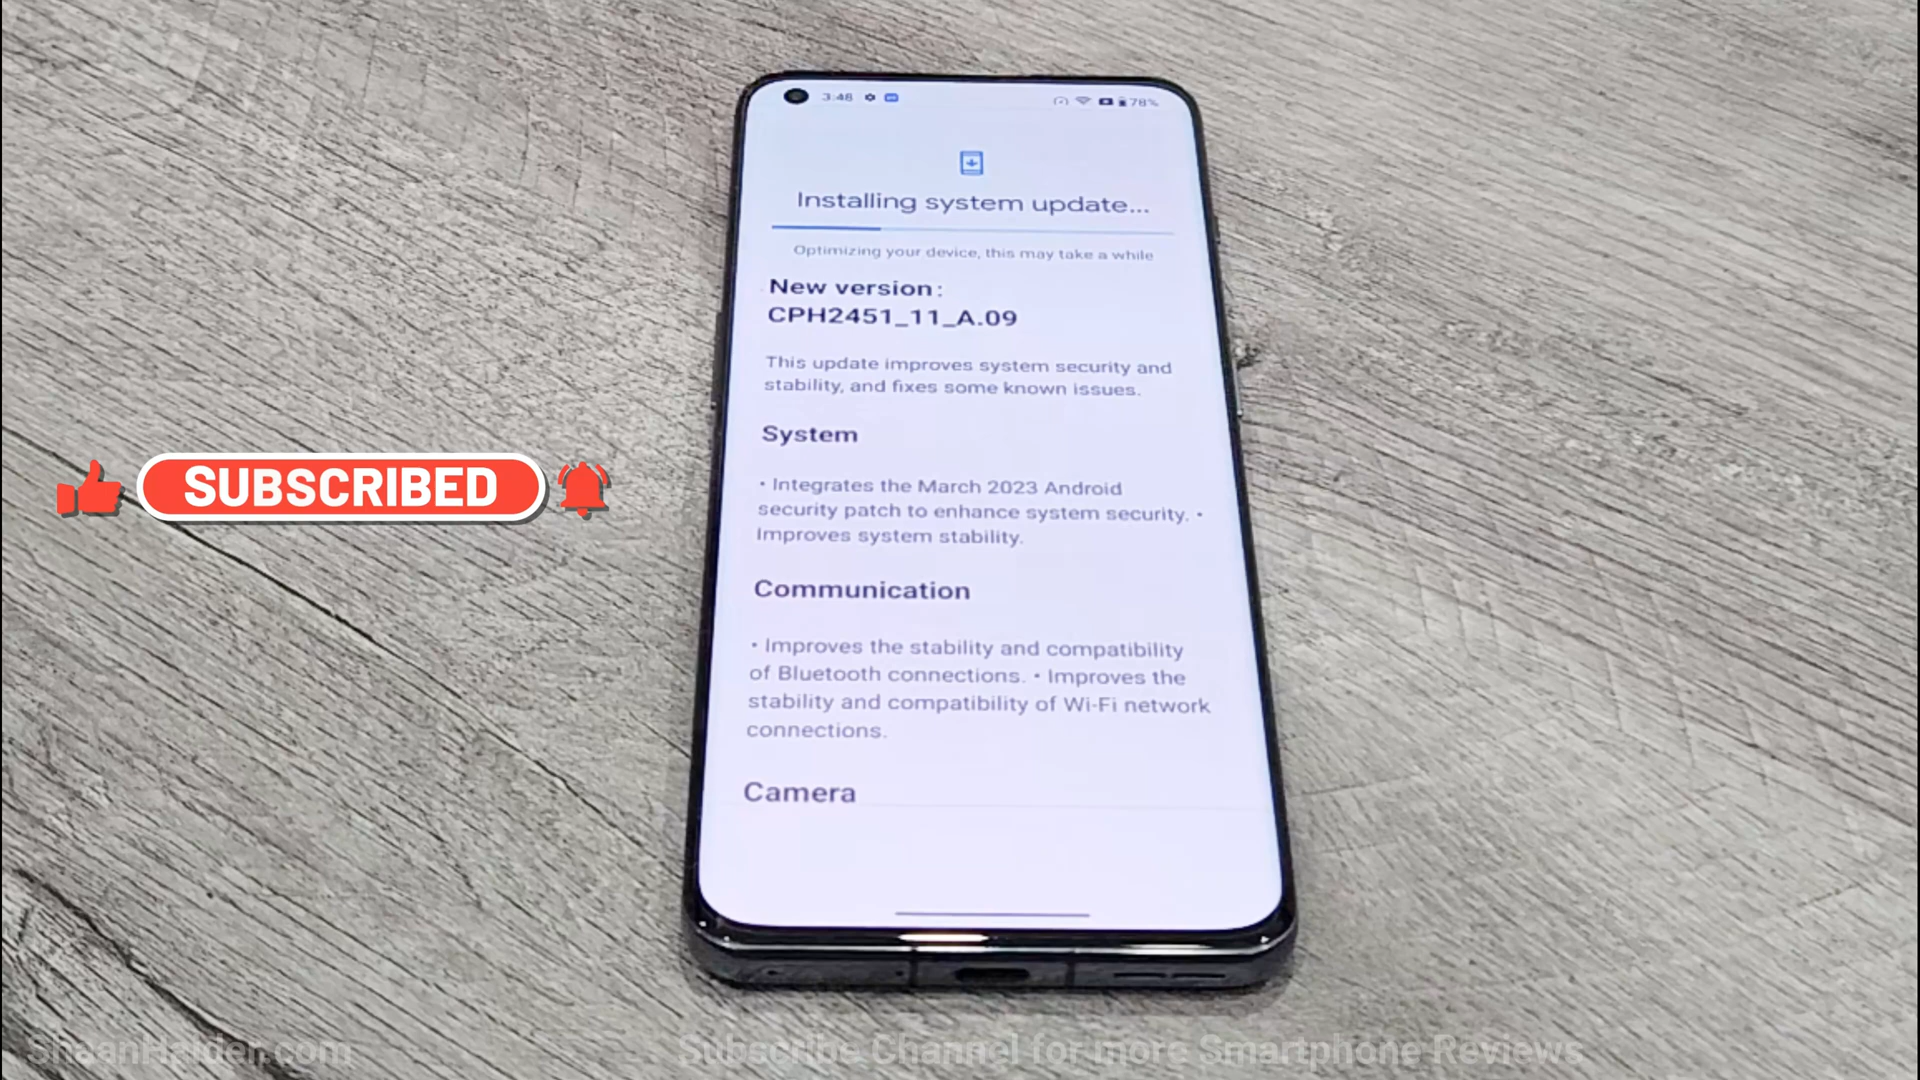 3:48
78%
Installing system update...
Optimizing your device, this may take a while
New version:
CPH2451_11_A.09
This update improves system security and
stability, and fixes some known issues.
System
• Integrates the March 2023 Android
security patch to enhance system security. •
Improves system stability.
Communication
• Improves the stability and compatibility
of Bluetooth connections. • Improves the
stability and compatibility of Wi-Fi network
connections.
Camera
SUBSCRIBED
ShaanHaider.com
Subscribe Channel for more Smartphone Reviews